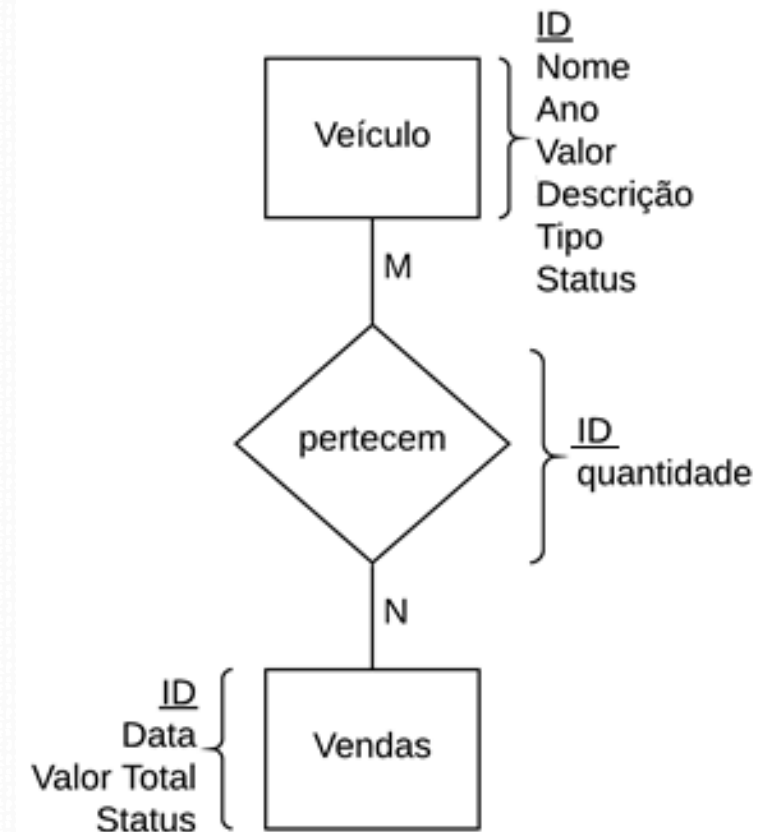 ID
Nome
Ano
Valor
Descrição
Tipo
Status
Veículo
M
pertecem
ID
quantidade
N
ID
Data
Valor Total
Status
Vendas